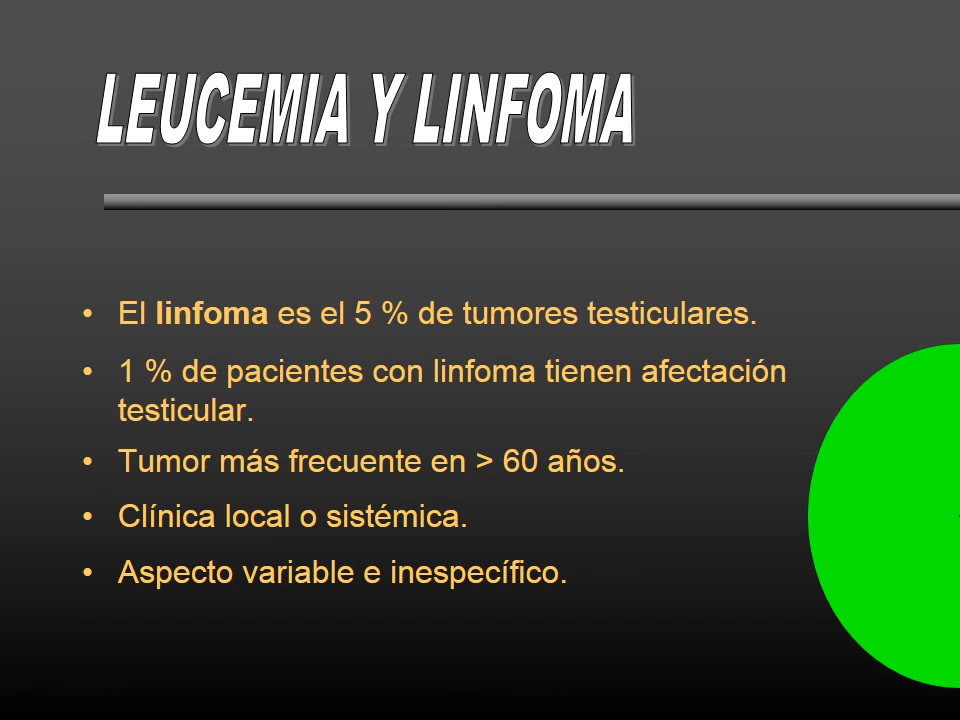 LEUCEMIA Y LINFOMA
• El linfoma es el 5 % de tumores testiculares.
• 1 % de pacientes con linfoma tienen afectación
testicular.
• Tumor más frecuente en > 60 años.
• Clínica local o sistémica.
• Aspecto variable e inespecífico.